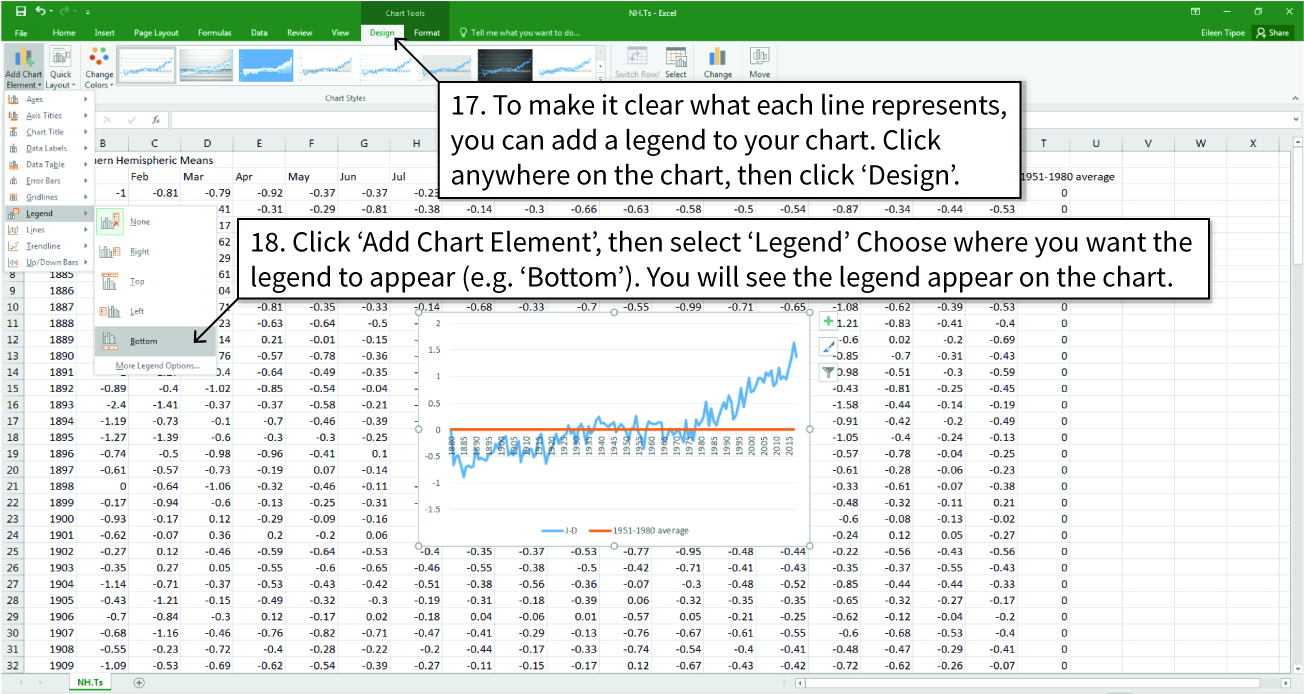 Chart Tools
NH.Ts - Excel
File Home Insert Page Layout Formulas Data Review View Design Format Tell me what you want to do... Eileen Tipoe Share
Add Chart Element Quick Layout Change Colors Switch Row/ Select Change Move
Chart Styles
17. To make it clear what each line represents,
you can add a legend to your chart. Click
anywhere on the chart, then click ‘Design’.
18. Click ‘Add Chart Element’, then select ‘Legend’ Choose where you want the
legend to appear (e.g. ‘Bottom’). You will see the legend appear on the chart.
Axes
Axis Titles
Chart Title
Data Labels
Data Table
Error Bars
Gridlines
Legend
Lines
Trendline
Up/Down Bars
None
Right
Top
Left
Bottom
More Legend Options...
fx
B C D E F G H T U V W X
ern Hemispheric Means
Feb Mar Apr May Jun Jul 1951-1980 average
-1 -0.81 -0.79 -0.92 -0.37 -0.37 -0.23 0
41 -0.31 -0.29 -0.81 -0.38 -0.14 -0.3 -0.66 -0.63 -0.58 -0.5 -0.54 -0.87 -0.34 -0.44 -0.53 0
17
62
29
8 1885 61
9 1886 04
10 1887 71 -0.81 -0.35 -0.33 -0.14 -0.68 -0.33 -0.7 -0.55 -0.99 -0.71 -0.65 -1.08 -0.62 -0.39 -0.53 0
11 1888 23 -0.63 -0.64 -0.5 -1.21 -0.83 -0.41 -0.4 0
12 1889 14 0.21 -0.01 -0.15 -0.6 0.02 -0.2 -0.69 0
13 1890 76 -0.57 -0.78 -0.36 -0.85 -0.7 -0.31 -0.43 0
14 1891 0.4 -0.64 -0.49 -0.35 0.98 -0.51 -0.3 -0.59 0
15 1892 -0.89 -0.4 -1.02 -0.85 -0.54 -0.04 -0.43 -0.81 -0.25 -0.45 0
16 1893 -2.4 -1.41 -0.37 -0.37 -0.58 -0.21 -1.58 -0.44 -0.14 -0.19 0
17 1894 -1.19 -0.73 -0.1 -0.7 -0.46 -0.39 -0.91 -0.42 -0.2 -0.49 0
18 1895 -1.27 -1.39 -0.6 -0.3 -0.3 -0.25 -1.05 -0.4 -0.24 -0.13 0
19 1896 -0.74 -0.5 -0.98 -0.96 -0.41 0.1 -0.57 -0.78 -0.04 -0.25 0
20 1897 -0.61 -0.57 -0.73 -0.19 0.07 -0.14 -0.61 -0.28 -0.06 -0.23 0
21 1898 0 -0.64 -1.06 -0.32 -0.46 -0.11 -0.33 -0.61 -0.07 -0.38 0
22 1899 -0.17 -0.94 -0.6 -0.13 -0.25 -0.31 -0.48 -0.32 -0.11 0.21 0
23 1900 -0.93 -0.17 0.12 -0.29 -0.09 -0.16 -0.6 -0.08 -0.13 -0.02 0
24 1901 -0.62 -0.07 0.36 0.2 -0.2 0.06 -0.24 0.12 0.05 -0.27 0
25 1902 -0.27 0.12 -0.46 -0.59 -0.64 -0.53 -0.4 -0.35 -0.37 -0.53 -0.77 -0.95 -0.48 -0.44 -0.22 -0.56 -0.43 -0.56 0
26 1903 -0.35 0.27 0.05 -0.55 -0.6 -0.65 -0.46 -0.55 -0.38 -0.5 -0.42 -0.71 -0.41 -0.43 -0.35 -0.37 -0.55 -0.43 0
27 1904 -1.14 -0.71 -0.37 -0.53 -0.43 -0.42 -0.51 -0.38 -0.56 -0.36 -0.07 -0.3 -0.48 -0.52 -0.85 -0.44 -0.44 -0.33 0
28 1905 -0.43 -1.21 -0.15 -0.49 -0.32 -0.3 -0.19 -0.31 -0.18 -0.39 0.06 -0.32 -0.35 -0.35 -0.65 -0.32 -0.27 -0.17 0
29 1906 -0.7 -0.84 -0.3 0.12 -0.17 0.02 -0.18 0.04 -0.06 0.01 -0.57 0.05 -0.21 -0.25 -0.62 -0.12 -0.04 -0.2 0
30 1907 -0.68 -1.16 -0.46 -0.76 -0.82 -0.71 -0.47 -0.41 -0.29 -0.13 -0.76 -0.67 -0.61 -0.55 -0.6 -0.68 -0.53 -0.4 0
31 1908 -0.55 -0.23 -0.72 -0.4 -0.28 -0.22 -0.2 -0.44 -0.17 -0.33 -0.74 -0.54 -0.4 -0.41 -0.48 -0.47 -0.29 -0.41 0
32 1909 -1.09 -0.53 -0.69 -0.62 -0.54 -0.39 -0.27 -0.11 -0.15 -0.17 0.12 -0.67 -0.43 -0.42 -0.72 -0.62 -0.26 -0.07 0
2
1.5
1
0.5
0
-0.5
-1
-1.5
1880 1885 1890 1895 1900 1905 1910 1915 1920 1925 1930 1935 1940 1945 1950 1955 1960 1965 1970 1975 1980 1985 1990 1995 2000 2005 2010 2015
J-D 1951-1980 average
NH.Ts